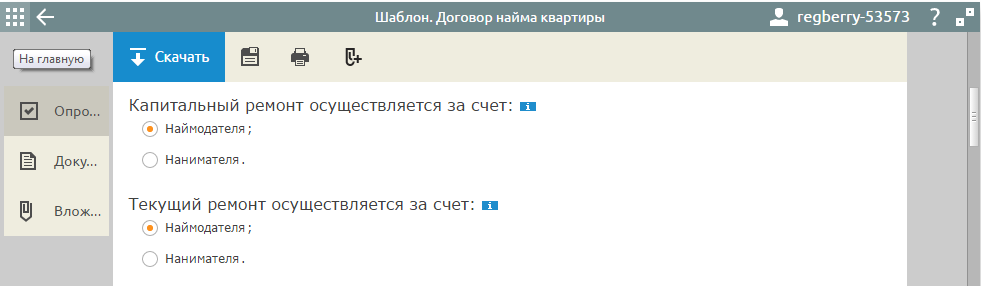 Шаблон. Договор найма квартиры
regberry-53573
?
На главную
Скачать
Опро...
Доку...
Влож...
Капитальный ремонт осуществляется за счет: i
Наймодателя;
Нанимателя.
Текущий ремонт осуществляется за счет: i
Наймодателя;
Нанимателя.